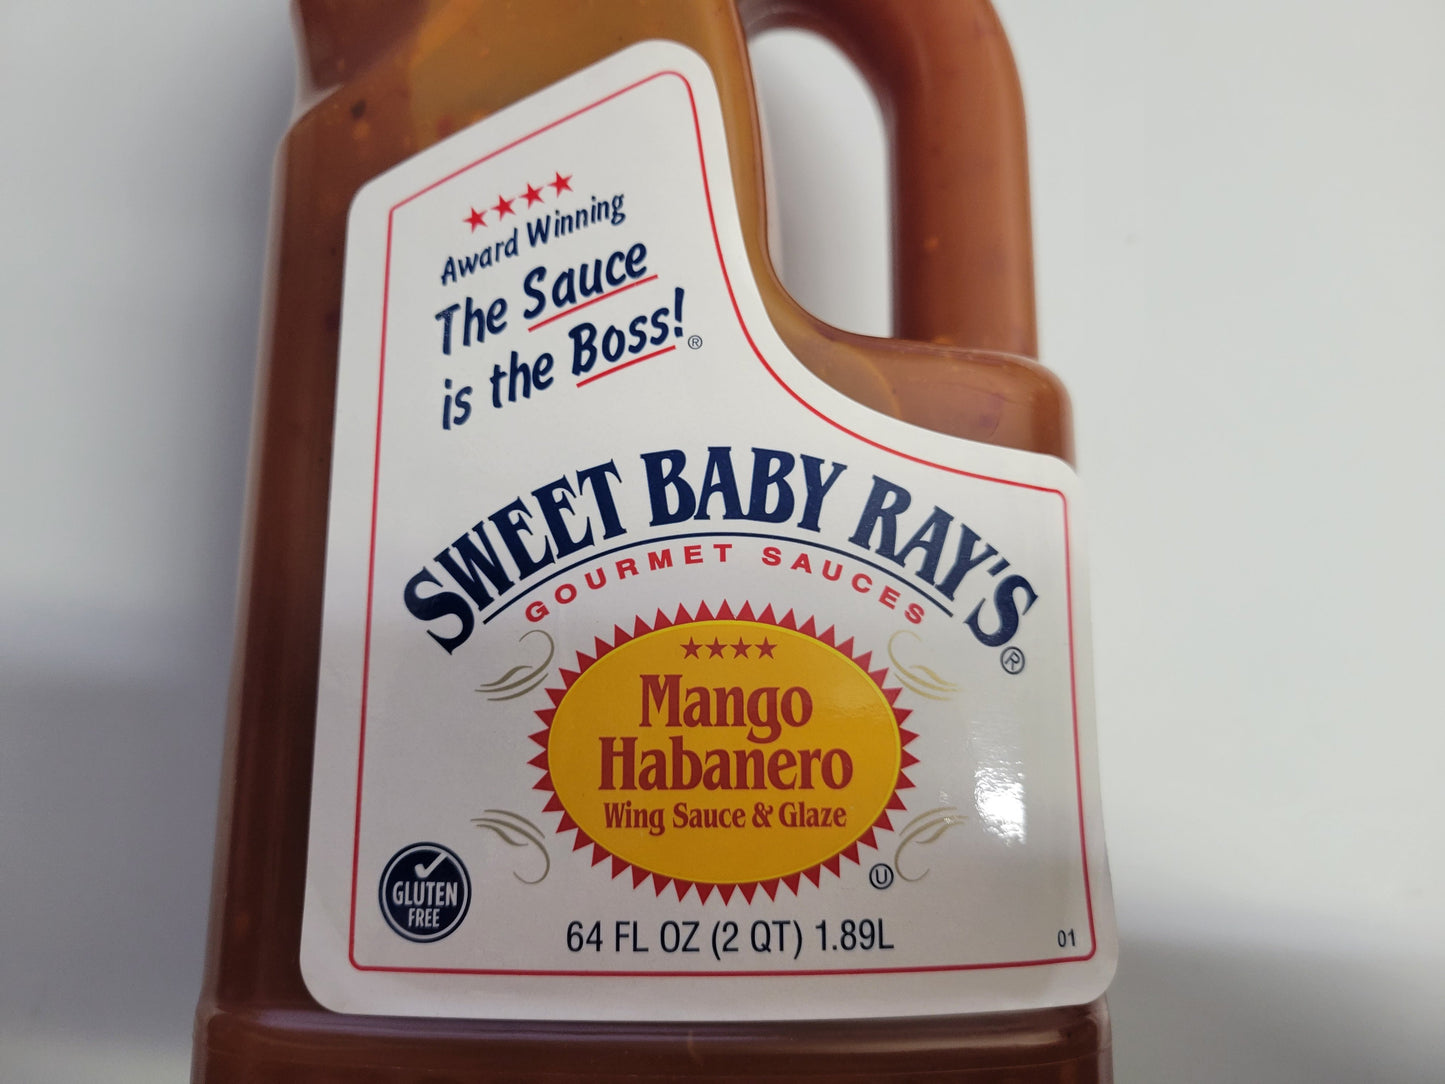 Award Winning
The Sauce
is the Boss!®
SWEET BABY RAY'S®
GOURMET SAUCES
Mango
Habanero
Wing Sauce & Glaze
U
GLUTEN
FREE
64 FL OZ (2 QT) 1.89L
01